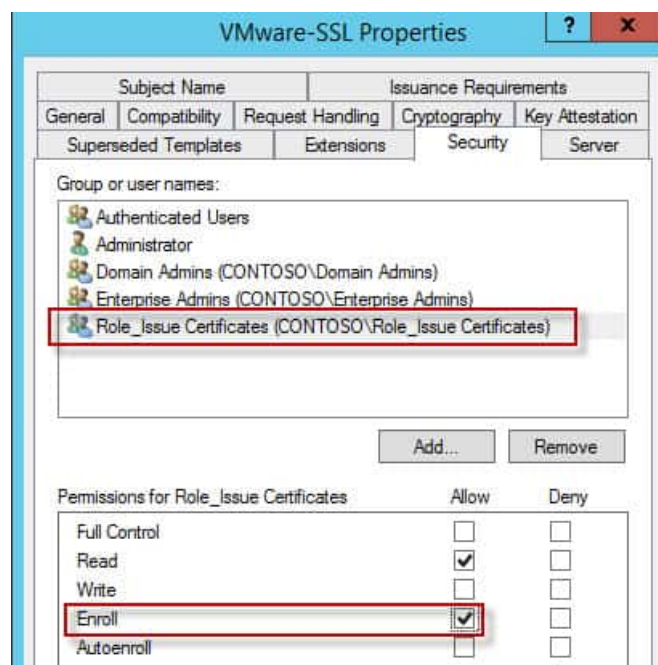 VMware-SSL Properties
? x
Subject Name Issuance Requirements
General Compatibility Request Handling Cryptography Key Attestation
Superseded Templates Extensions Security Server
Group or user names:
Authenticated Users
Administrator
Domain Admins (CONTOSO\Domain Admins)
Enterprise Admins (CONTOSO\Enterprise Admins)
Role_Issue Certificates (CONTOSO\Role_Issue Certificates)
Add... Remove
Permissions for Role_Issue Certificates Allow Deny
Full Control
Read
Write
Enroll
Autoenroll